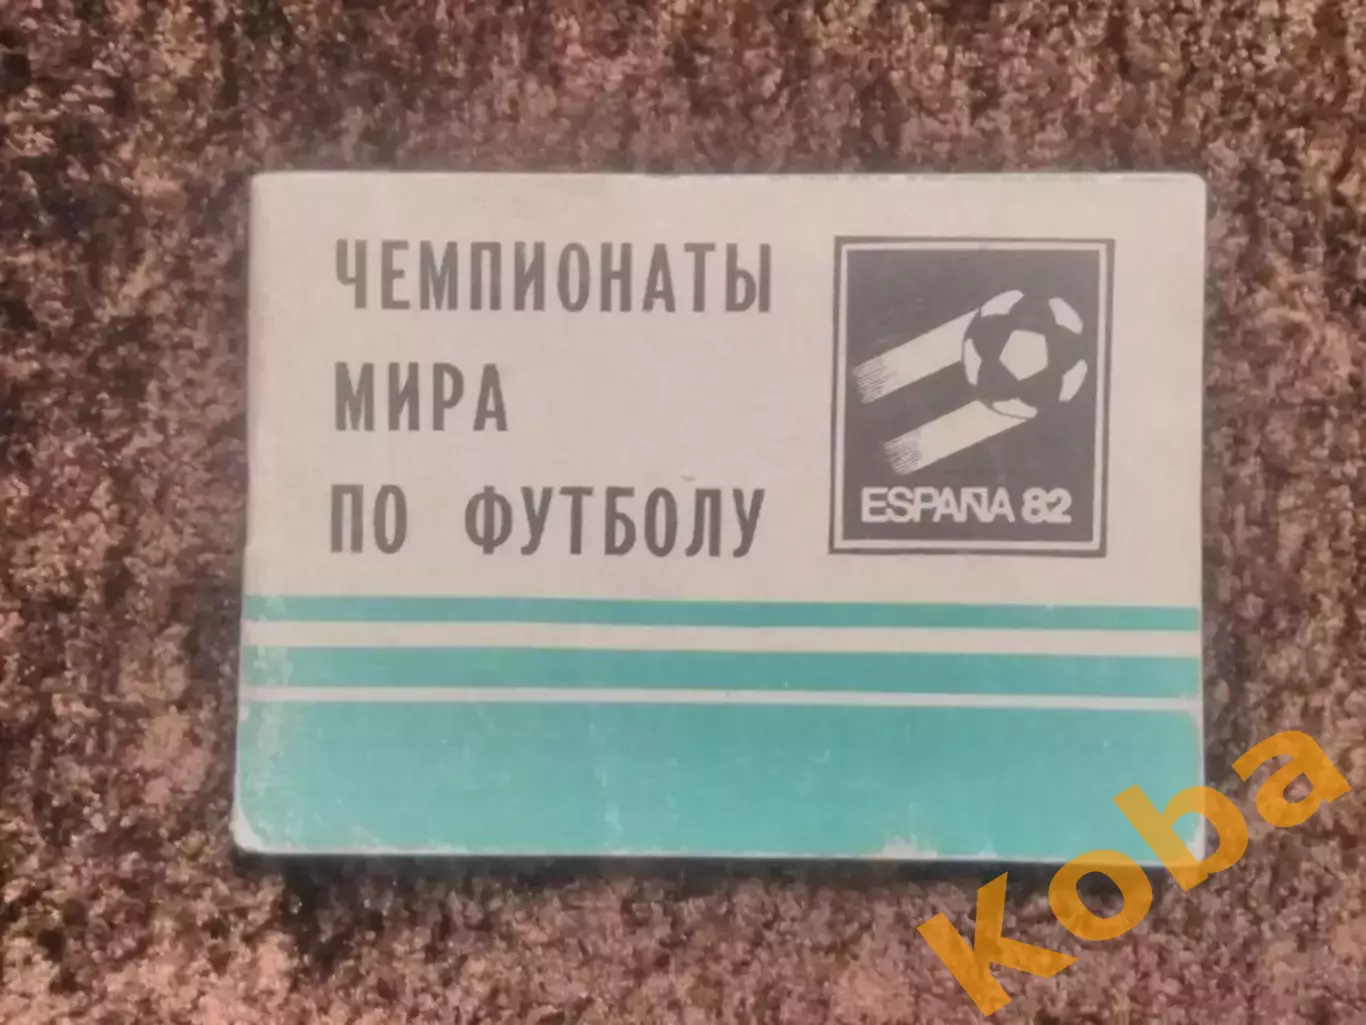 ЧЕМПИОНАТЫ
МИРА
ПО ФУТБОЛУ
ESPAÑA 82
Koba